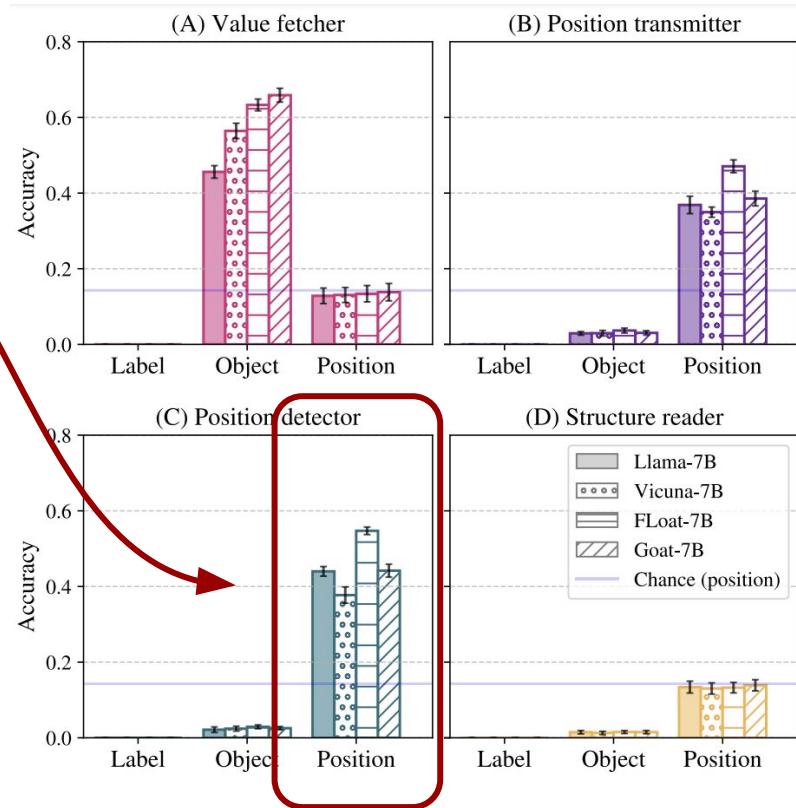 (A) Value fetcher
(B) Position transmitter
0.8
0.6
0.4
0.2
0.0
Accuracy
Label Object Position
Label Object Position
(C) Position detector
(D) Structure reader
0.8
0.6
0.4
0.2
0.0
Accuracy
Llama-7B
Vicuna-7B
FLoat-7B
Goat-7B
Chance (position)
Label Object Position
Label Object Position